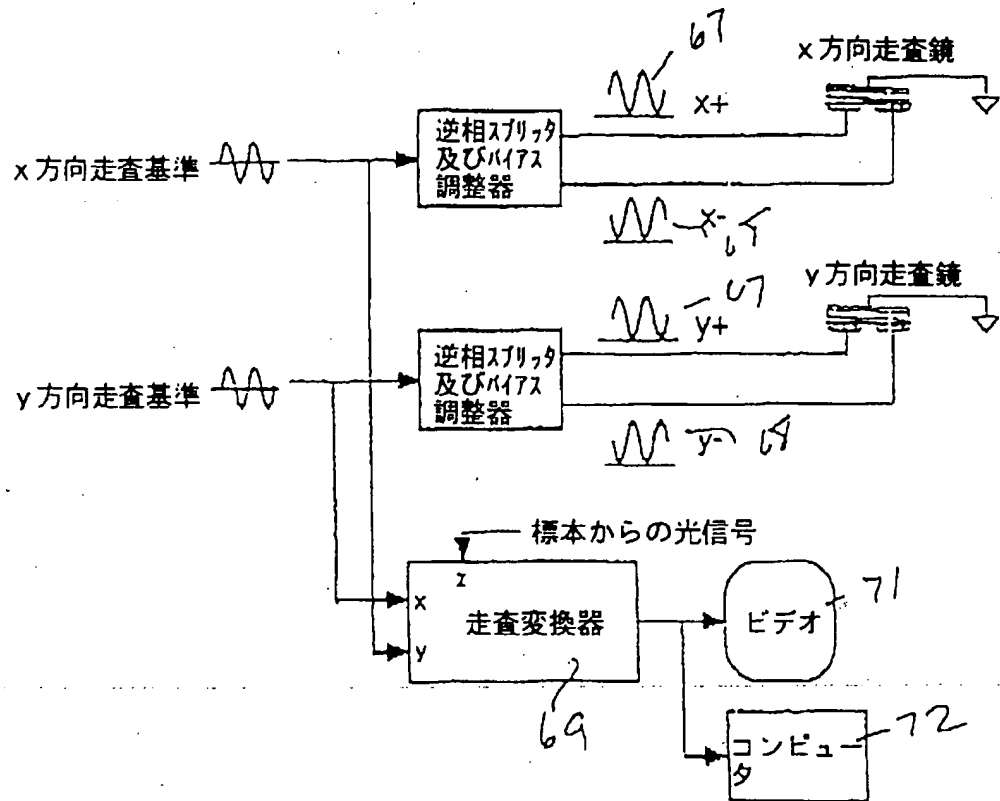 67
x 方向走査鏡
x+
逆相スプリッタ
及びバイアス
調整器
x 方向走査基準
x-
y 方向走査鏡
67
y+
逆相スプリッタ
及びバイアス
調整器
y 方向走査基準
y-
68
標本からの光信号
z
x
走査変換器
y
ビデオ
71
69
72
コンピュー
タ